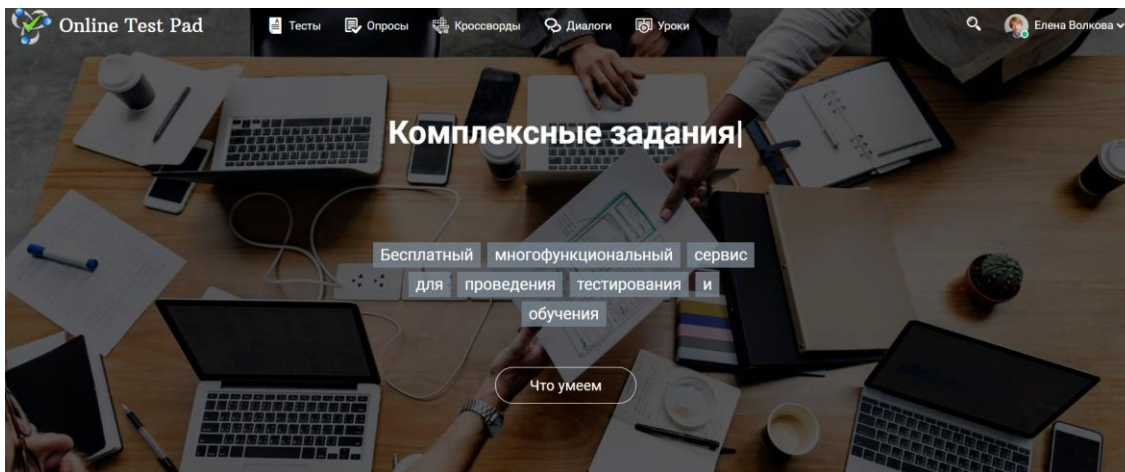 Online Test Pad Тесты Опросы Кроссворды Диалоги Уроки Елена Волкова
Комплексные задания
Бесплатный многофункциональный сервис
для проведения тестирования и
обучения
Что умеем